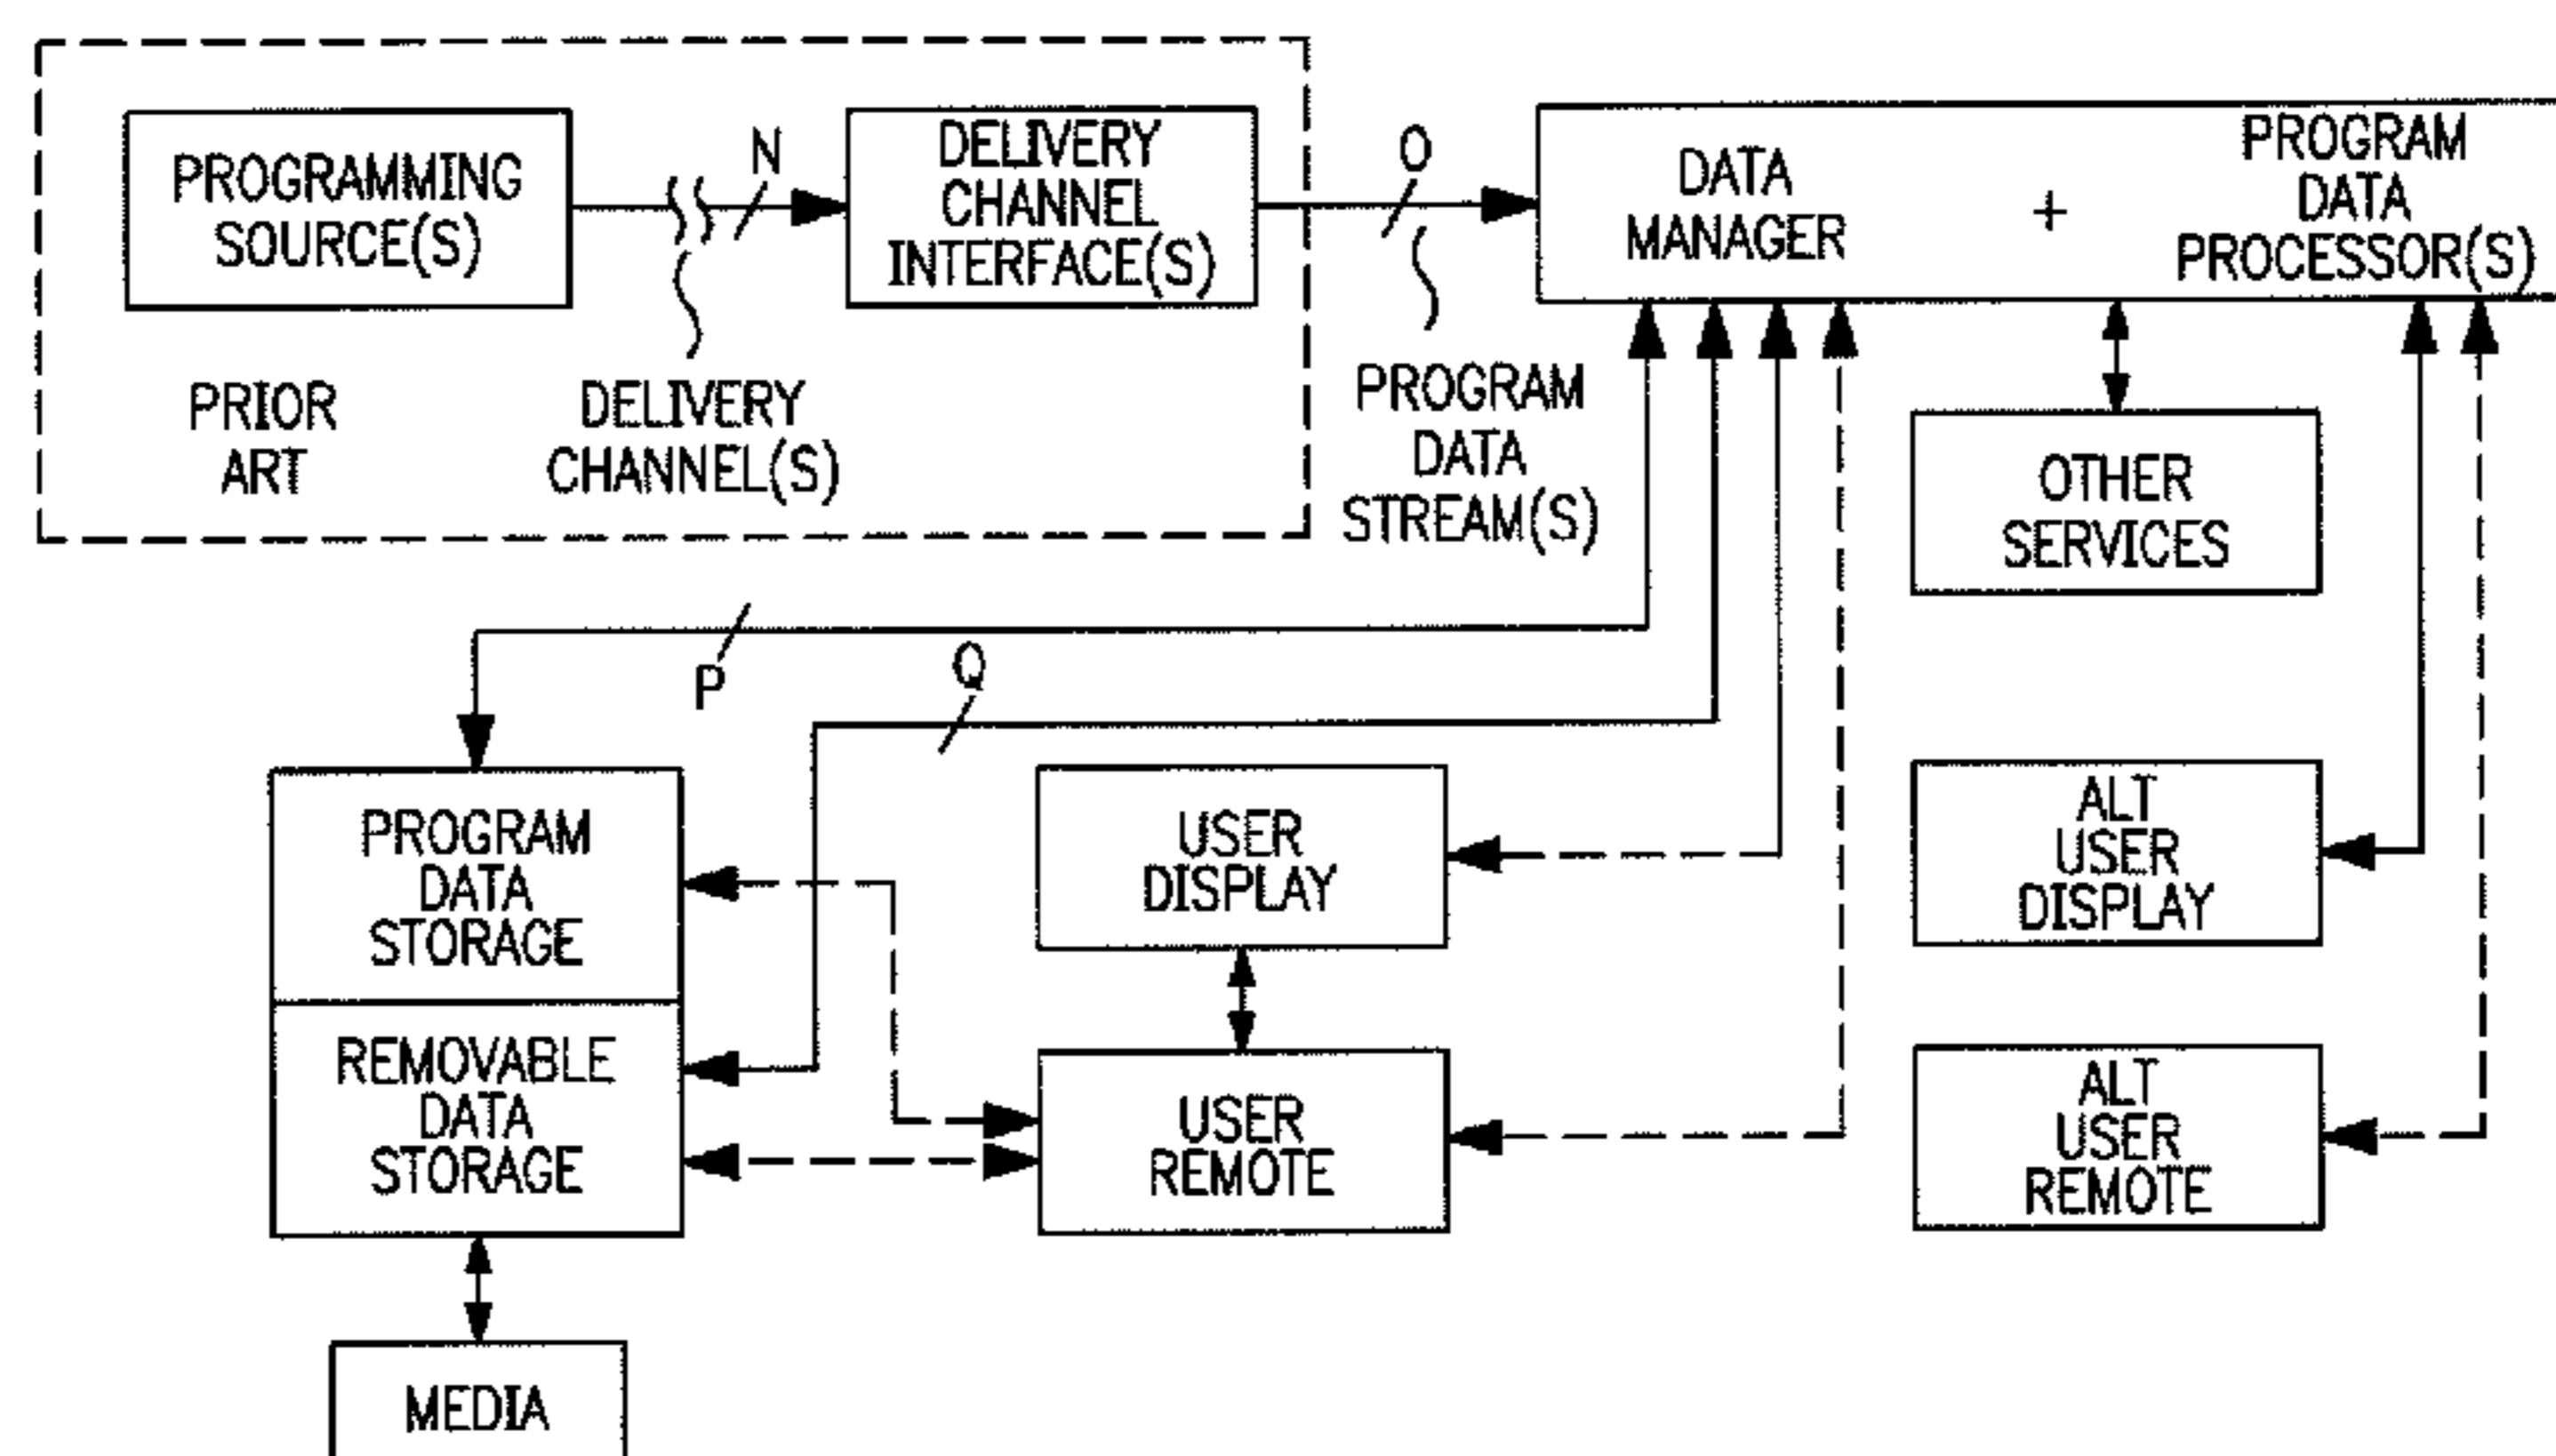 PROGRAMMING
SOURCE(S)
N
DELIVERY
CHANNEL
INTERFACE(S)
O
DATA
MANAGER
+
PROGRAM
DATA
PROCESSOR(S)
PRIOR
ART
DELIVERY
CHANNEL(S)
PROGRAM
DATA
STREAM(S)
OTHER
SERVICES
P
Q
PROGRAM
DATA
STORAGE
USER
DISPLAY
ALT
USER
DISPLAY
REMOVABLE
DATA
STORAGE
USER
REMOTE
ALT
USER
REMOTE
MEDIA